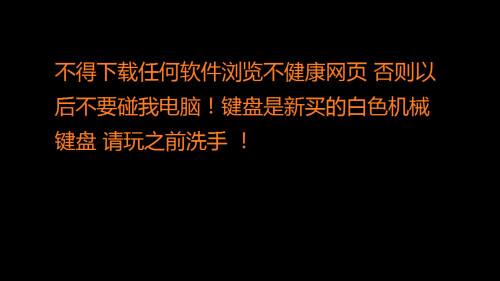 不得下载任何软件浏览不健康网页 否则以
后不要碰我电脑！键盘是新买的白色机械
键盘 请玩之前洗手 ！